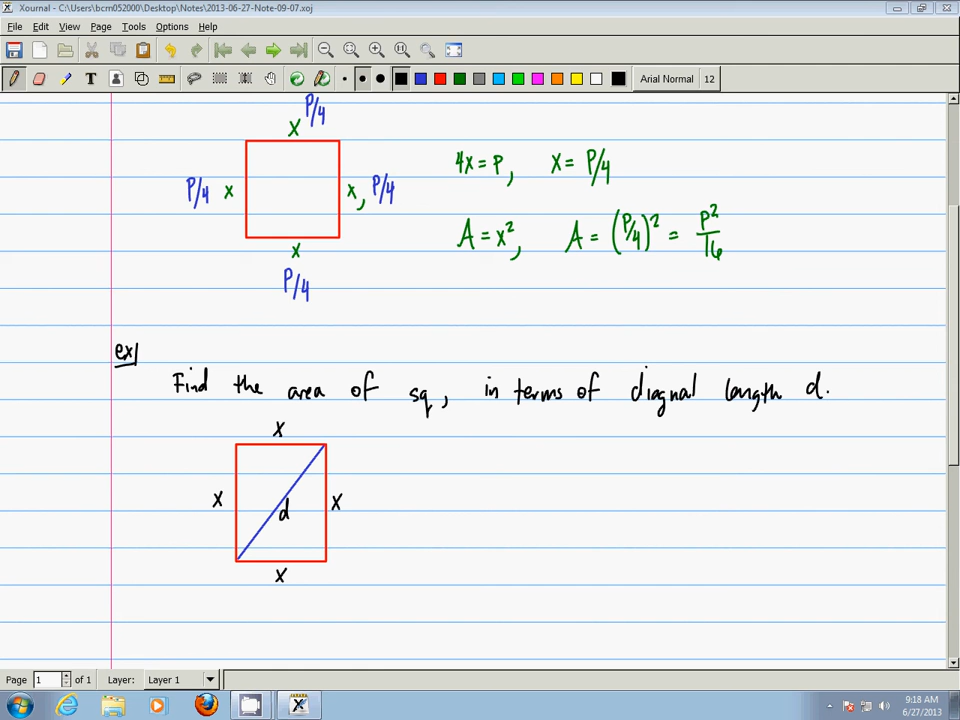 Xournal - C:\Users\bcm052000\Desktop\Notes\2013-06-27-Note-09-07.xoj
File Edit View Page Tools Options Help
Arial Normal 12
P/4
x
P/4 x
x, P/4
x
P/4
4x = P, x = P/4
A = x², A = (P/4)² = P²/16
ex|
Find the area of sq, in terms of diagnal length d.
x
x
d
x
x
Page 1 of 1 Layer: Layer 1
9:18 AM
6/27/2013